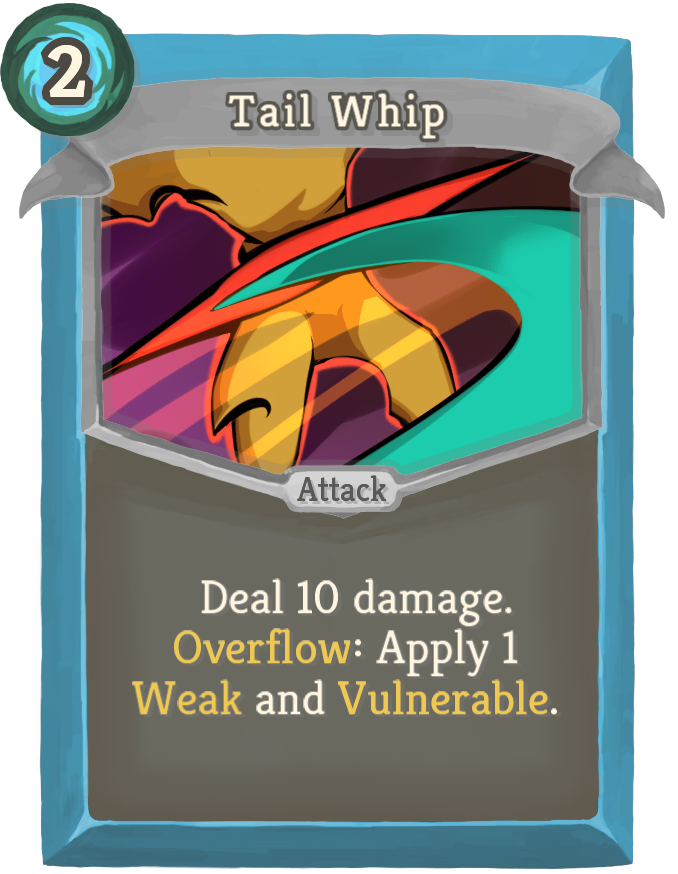 2
Tail Whip
Attack
Deal 10 damage.
Overflow: Apply 1
Weak and Vulnerable.